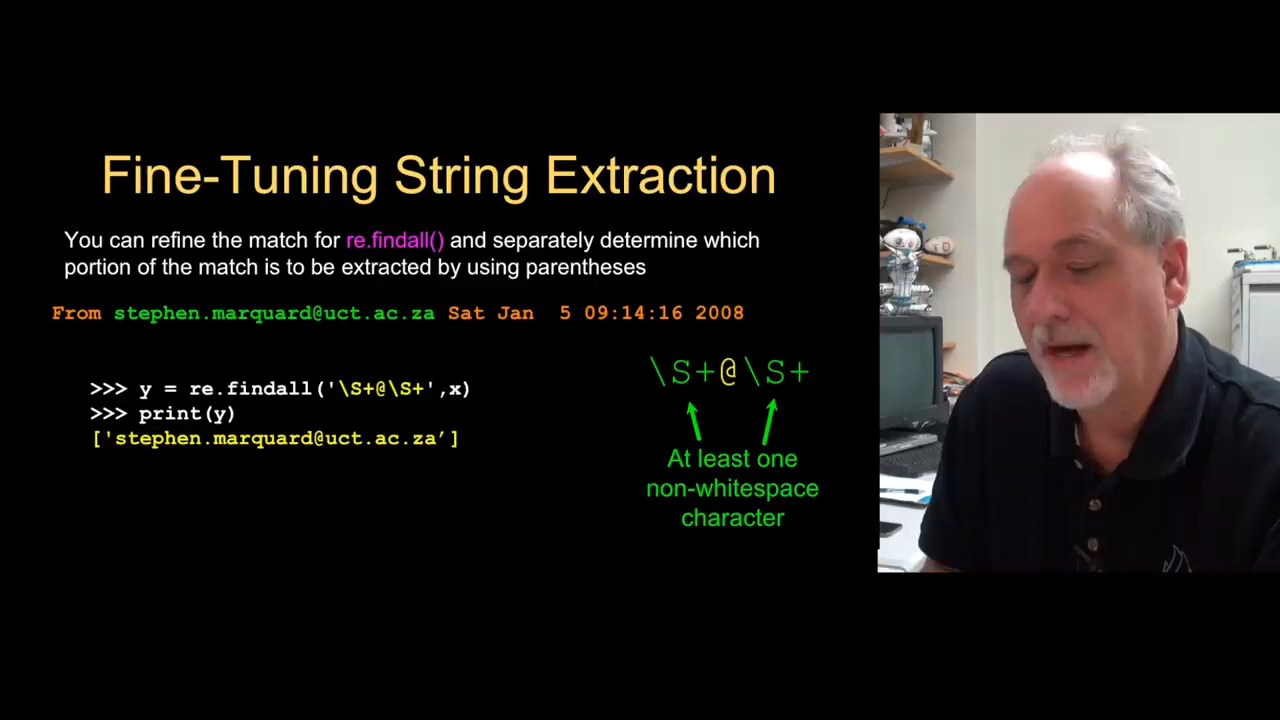 Fine-Tuning String Extraction
You can refine the match for re.findall() and separately determine which
portion of the match is to be extracted by using parentheses
From stephen.marquard@uct.ac.za Sat Jan  5 09:14:16 2008
>>> y = re.findall('\S+@\S+',x)
>>> print(y)
['stephen.marquard@uct.ac.za’]
\S+@\S+
At least one
non-whitespace
character